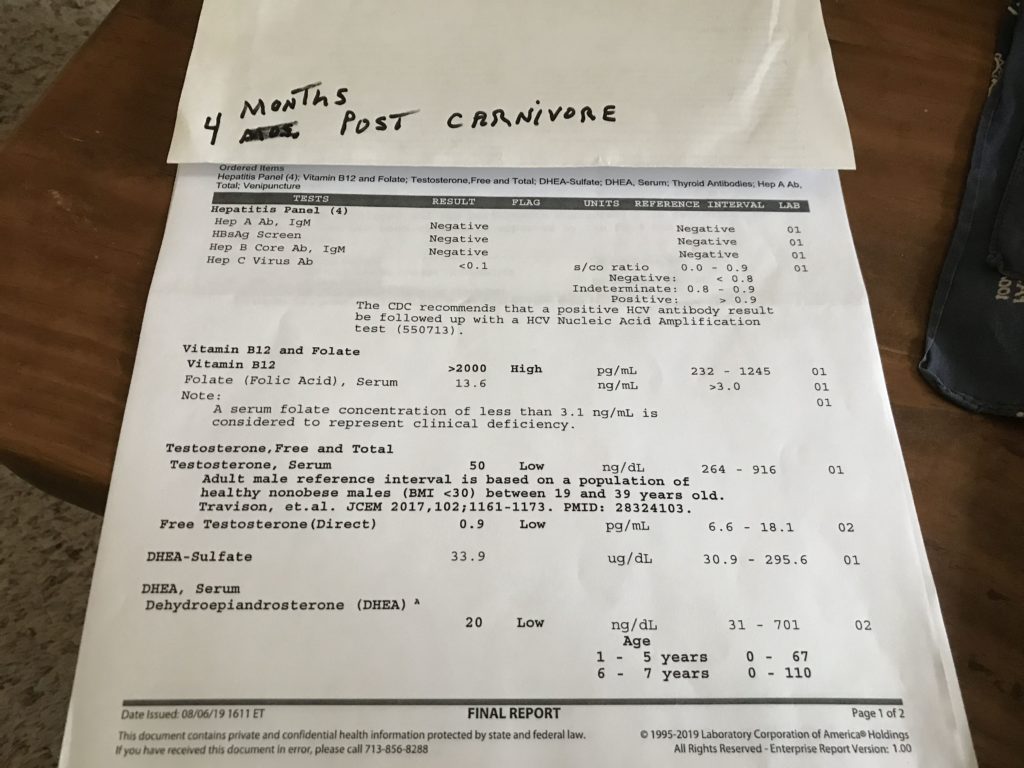 4 MONTHS
POST CARNIVORE
Ordered Items
Hepatitis Panel (4); Vitamin B12 and Folate; Testosterone,Free and Total; DHEA-Sulfate; DHEA, Serum; Thyroid Antibodies; Hep A Ab,
Total; Venipuncture
TESTS RESULT FLAG UNITS REFERENCE INTERVAL LAB
Hepatitis Panel (4)
Hep A Ab, IgM Negative Negative 01
HBsAg Screen Negative Negative 01
Hep B Core Ab, IgM Negative Negative 01
Hep C Virus Ab <0.1 s/co ratio 0.0 - 0.9 01
Negative: < 0.8
Indeterminate: 0.8 - 0.9
Positive: > 0.9
The CDC recommends that a positive HCV antibody result
be followed up with a HCV Nucleic Acid Amplification
test (550713).
Vitamin B12 and Folate
Vitamin B12 >2000 High pg/mL 232 - 1245 01
Folate (Folic Acid), Serum 13.6 ng/mL >3.0 01
Note: 01
A serum folate concentration of less than 3.1 ng/mL is
considered to represent clinical deficiency.
Testosterone,Free and Total
Testosterone, Serum 50 Low ng/dL 264 - 916 01
Adult male reference interval is based on a population of
healthy nonobese males (BMI <30) between 19 and 39 years old.
Travison, et.al. JCEM 2017,102;1161-1173. PMID: 28324103.
Free Testosterone(Direct) 0.9 Low pg/mL 6.6 - 18.1 02
DHEA-Sulfate 33.9 ug/dL 30.9 - 295.6 01
DHEA, Serum
Dehydroepiandrosterone (DHEA) A
20 Low ng/dL 31 - 701 02
Age
1 - 5 years 0 - 67
6 - 7 years 0 - 110
Date Issued: 08/06/19 1611 ET FINAL REPORT Page 1 of 2
This document contains private and confidential health information protected by state and federal law. © 1995-2019 Laboratory Corporation of America® Holdings
If you have received this document in error, please call 713-856-8288 All Rights Reserved - Enterprise Report Version: 1.00